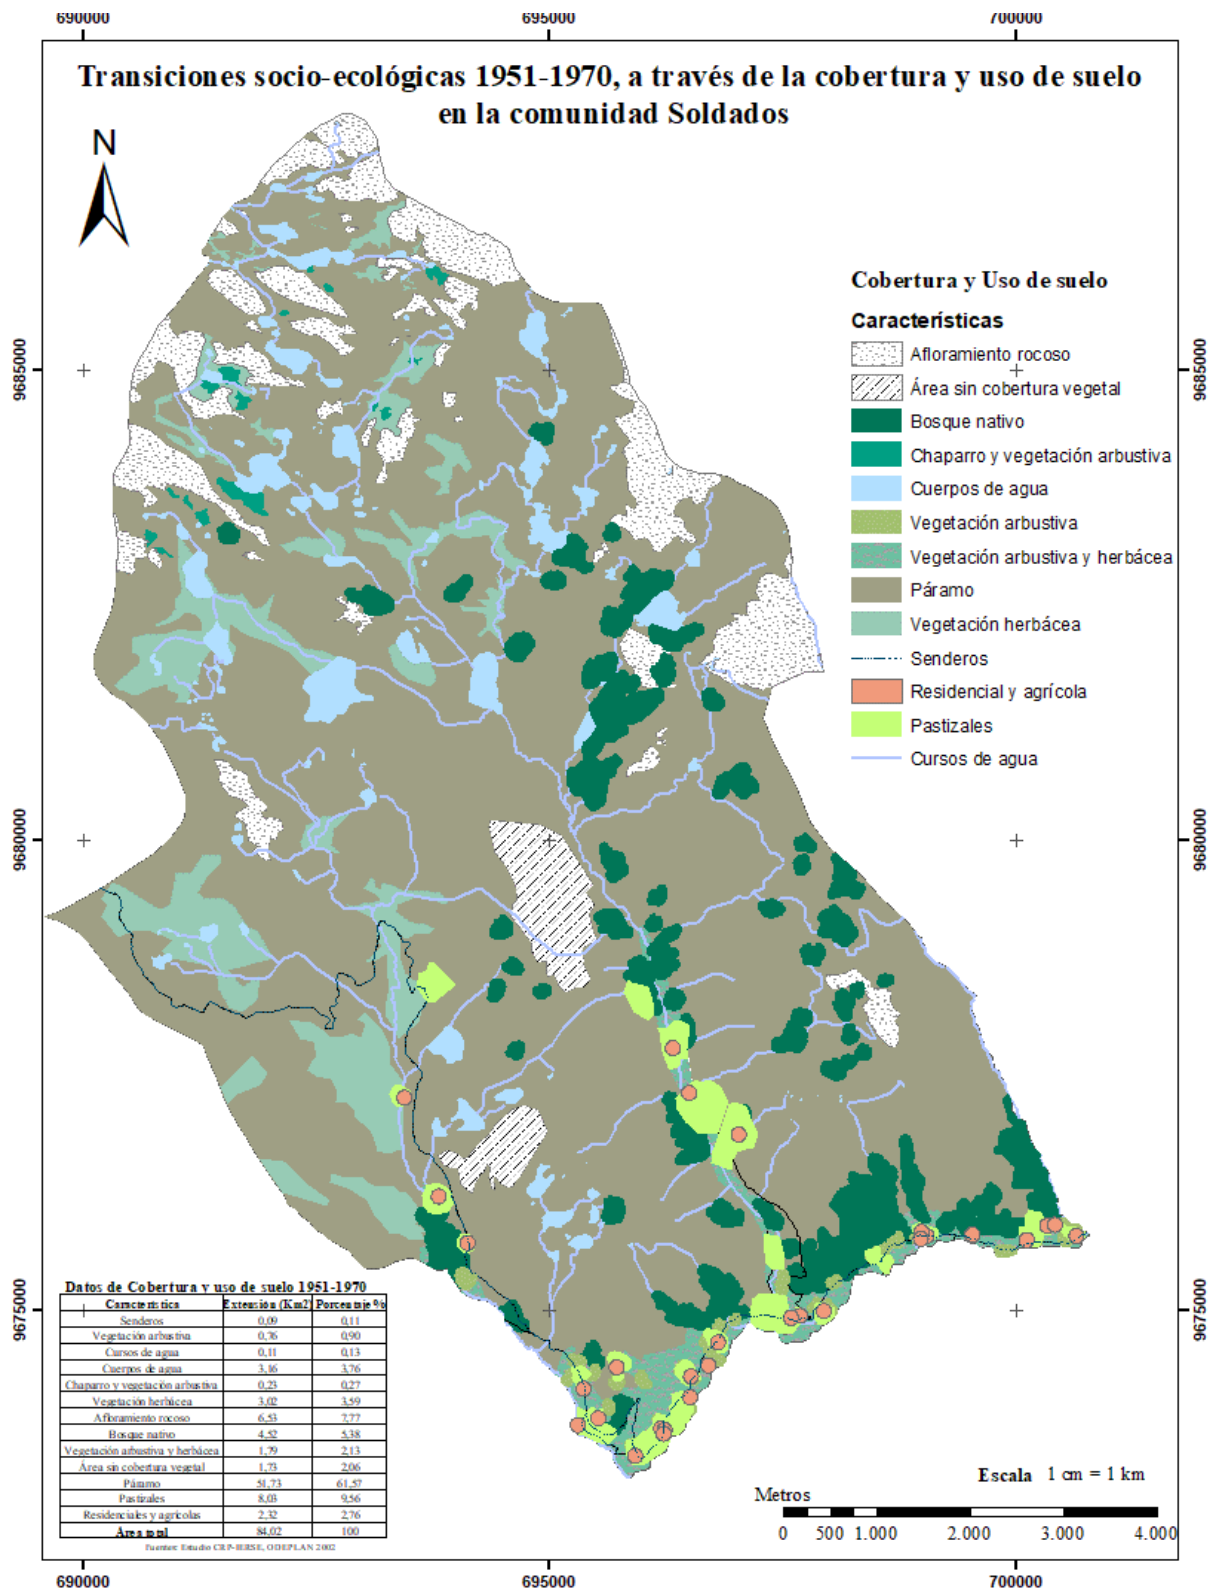 690000 695000 700000
Transiciones socio-ecológicas 1951-1970, a través de la cobertura y uso de suelo
en la comunidad Soldados
N
Cobertura y Uso de suelo
Características
Afloramiento rocoso
Área sin cobertura vegetal
Bosque nativo
Chaparro y vegetación arbustiva
Cuerpos de agua
Vegetación arbustiva
Vegetación arbustiva y herbácea
Páramo
Vegetación herbácea
Senderos
Residencial y agrícola
Pastizales
Cursos de agua
9685000 9685000
9680000 9680000
9675000 9675000
Datos de Cobertura y uso de suelo 1951-1970
Característica Extensión (Km2) Porcentaje %
Senderos 0,09 0,11
Vegetación arbustiva 0,76 0,90
Cursos de agua 0,11 0,13
Cuerpos de agua 3,16 3,76
Chaparro y vegetación arbustiva 0,23 0,27
Vegetación herbácea 3,02 3,59
Afloramiento rocoso 6,53 7,77
Bosque nativo 4,52 5,38
Vegetación arbustiva y herbácea 1,79 2,13
Área sin cobertura vegetal 1,73 2,06
Páramo 51,73 61,57
Pastizales 8,03 9,56
Residenciales y agrícolas 2,32 2,76
Área total 84,02 100
Fuentes: Estudio CRP-IERSE, ODEPLAN 2002
Escala 1 cm = 1 km
Metros
0 500 1.000 2.000 3.000 4.000
690000 695000 700000